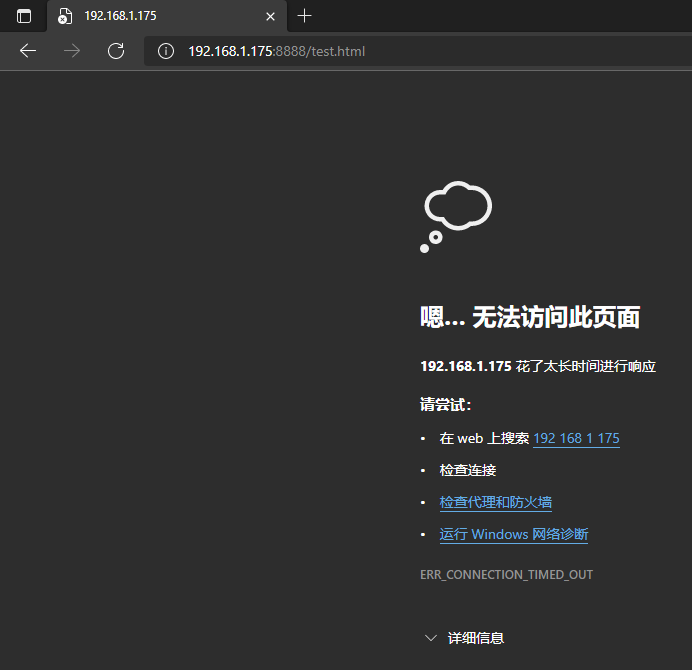 192.168.1.175
192.168.1.175:8888/test.html
嗯… 无法访问此页面
192.168.1.175 花了太长时间进行响应
请尝试：
• 在 web 上搜索 192 168 1 175
• 检查连接
• 检查代理和防火墙
• 运行 Windows 网络诊断
ERR_CONNECTION_TIMED_OUT
详细信息